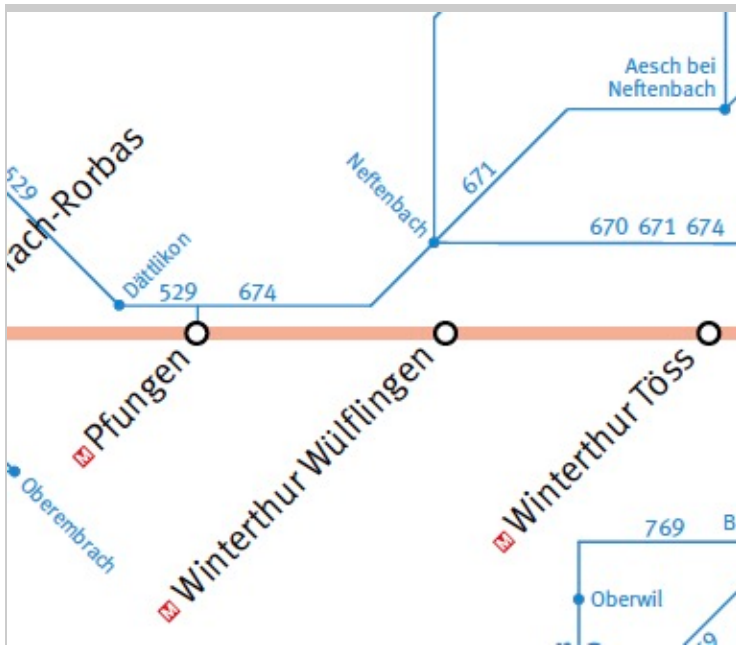 Aesch bei
Neftenbach
529
rach-Rorbas
Neftenbach
671
670 671 674
Dättlikon
529 674
M Pfungen
M Winterthur Wülflingen
M Winterthur Töss
Oberembrach
769
B
Oberwil